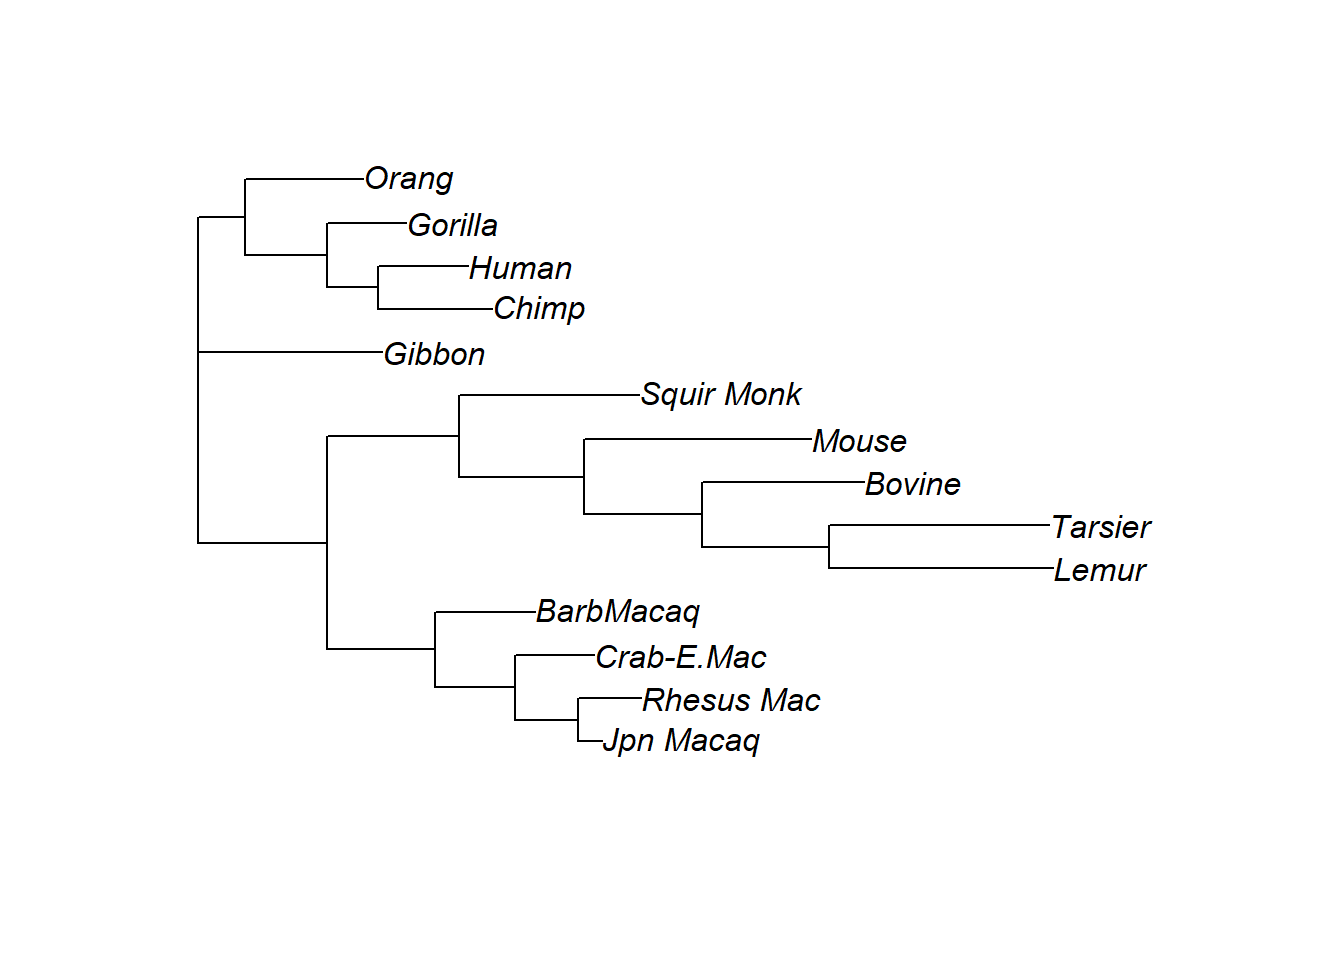 Orang
Gorilla
Human
Chimp
Gibbon
Squir Monk
Mouse
Bovine
Tarsier
Lemur
BarbMacaq
Crab-E.Mac
Rhesus Mac
Jpn Macaq